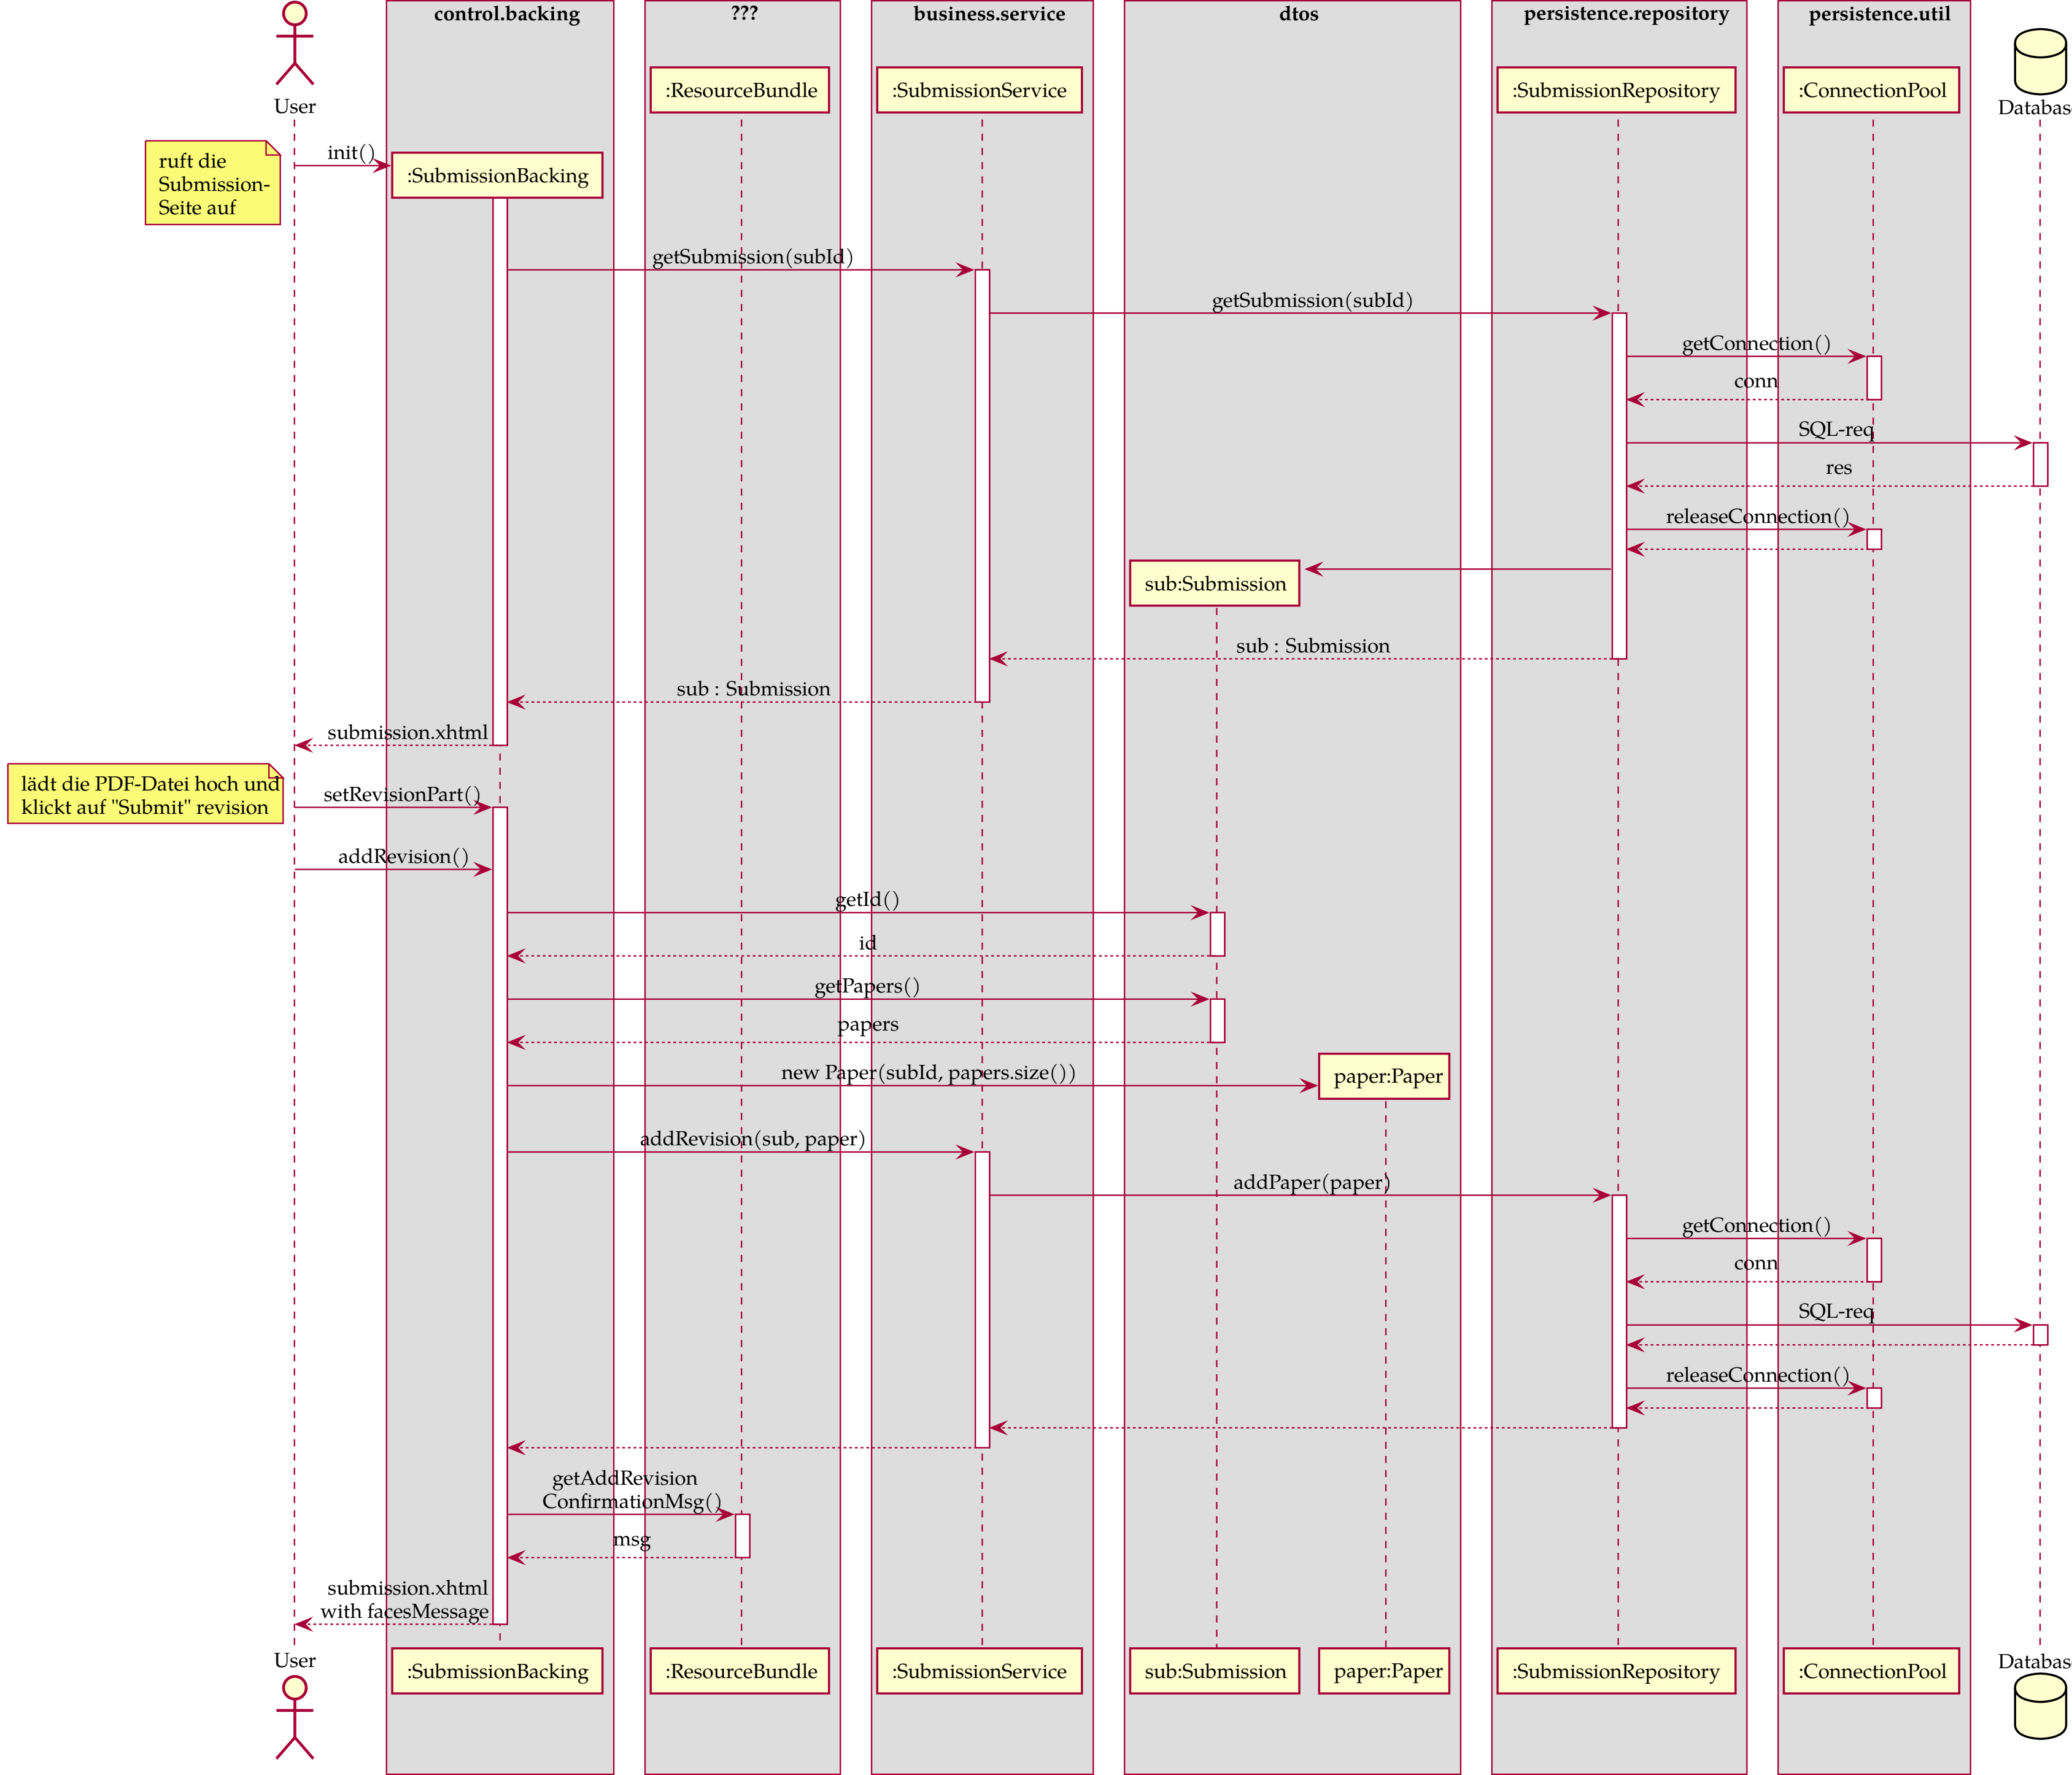 control.backing
???
business.service
dtos
persistence.repository
persistence.util
:ResourceBundle
:SubmissionService
:SubmissionRepository
:ConnectionPool
User
Databas
ruft die
Submission-
Seite auf
init()
:SubmissionBacking
getSubmission(subId)
getSubmission(subId)
getConnection()
conn
SQL-req
res
releaseConnection()
sub:Submission
sub : Submission
sub : Submission
submission.xhtml
lädt die PDF-Datei hoch und
klickt auf "Submit" revision
setRevisionPart()
addRevision()
getId()
id
getPapers()
papers
new Paper(subId, papers.size())
paper:Paper
addRevision(sub, paper)
addPaper(paper)
getConnection()
conn
SQL-req
releaseConnection()
getAddRevision
ConfirmationMsg()
msg
submission.xhtml
with facesMessage
User
:SubmissionBacking
:ResourceBundle
:SubmissionService
sub:Submission
paper:Paper
:SubmissionRepository
:ConnectionPool
Databas